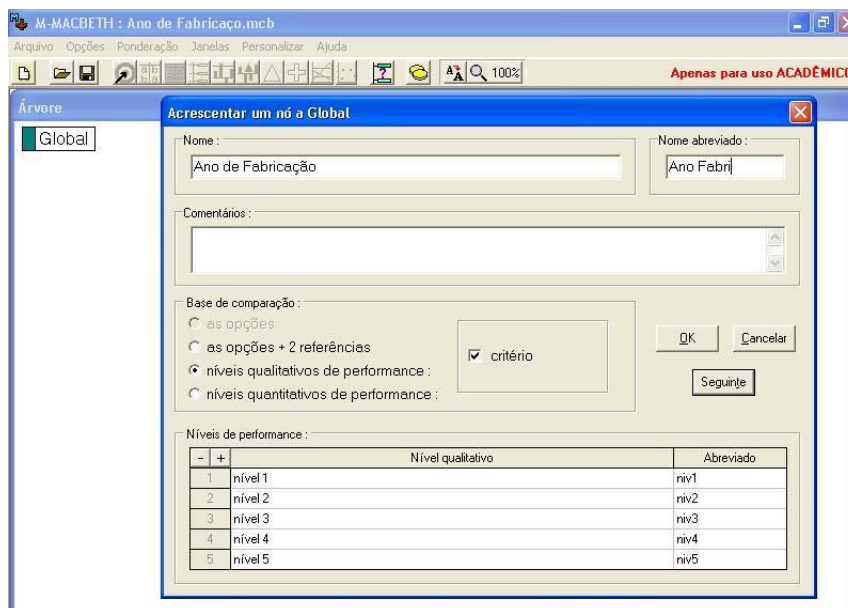 M-MACBETH : Ano de Fabricaço.mcb
Arquivo Opções Ponderação Janelas Personalizar Ajuda
100%
Apenas para uso ACADÊMICO
Árvore
Global
Acrescentar um nó a Global
Nome :
Ano de Fabricação
Nome abreviado :
Ano Fabri
Comentários :
Base de comparação :
as opções
as opções + 2 referências
níveis qualitativos de performance :
níveis quantitativos de performance :
critério
OK
Cancelar
Seguinte
Níveis de performance :
- + Nível qualitativo Abreviado
1 nível 1 niv1
2 nível 2 niv2
3 nível 3 niv3
4 nível 4 niv4
5 nível 5 niv5